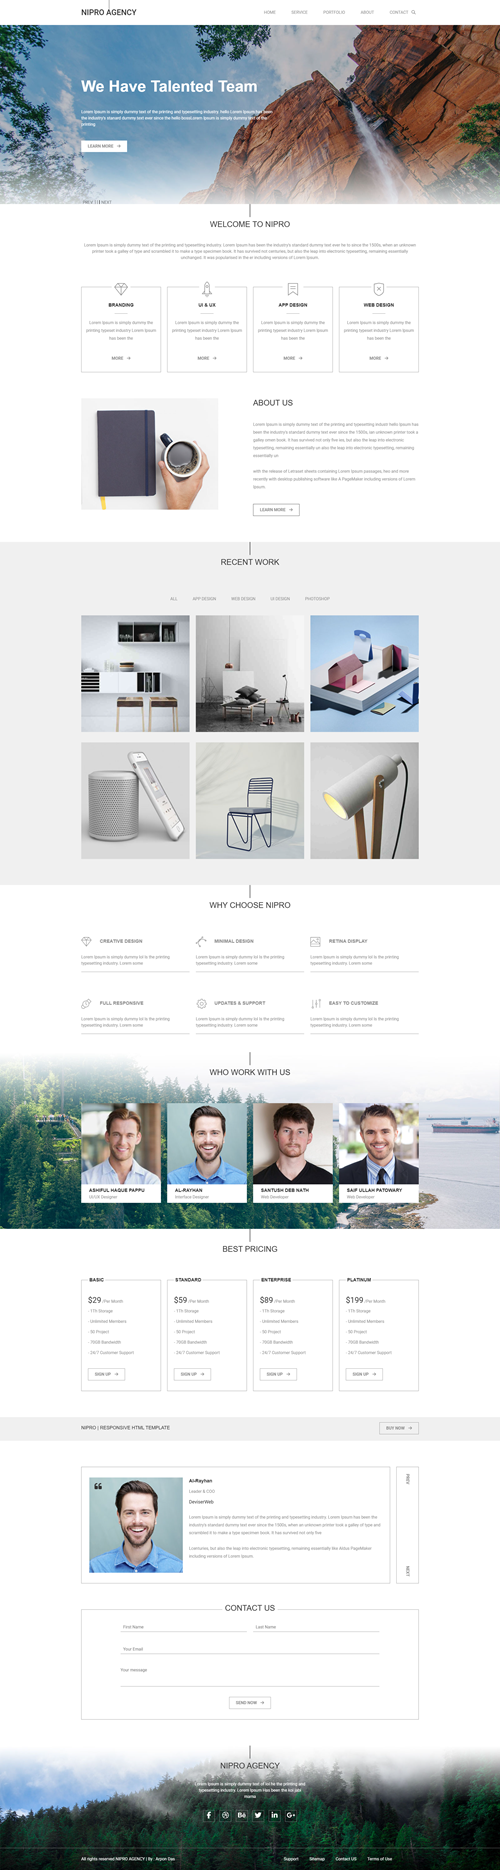 NIPRO AGENCY
HOME SERVICE PORTFOLIO ABOUT CONTACT
We Have Talented Team
Lorem Ipsum is simply dummy text of the printing and typesetting industry. hello Lorem Ipsum has been
the industry's standard dummy text ever since the hello bossLorem Ipsum is simply dummy text of the
printing
LEARN MORE
PREV | NEXT
WELCOME TO NIPRO
Lorem Ipsum is simply dummy text of the printing and typesetting industry. Lorem Ipsum has been the industry's standard dummy text ever he is since the 1500s, when an unknown
printer took a galley of type and scrambled it to make a type specimen book. It has survived not centuries, but also the leap into electronic typesetting, remaining essentially
unchanged. It was popularised in the er including versions of Lorem Ipsum.
BRANDING
Lorem Ipsum is simply dummy the
printing typeset industry Lorem Ipsum
has been the
MORE
UI & UX
Lorem Ipsum is simply dummy the
printing typeset industry Lorem Ipsum
has been the
MORE
APP DESIGN
Lorem Ipsum is simply dummy the
printing typeset industry Lorem Ipsum
has been the
MORE
WEB DESIGN
Lorem Ipsum is simply dummy the
printing typeset industry Lorem Ipsum
has been the
MORE
ABOUT US
Lorem Ipsum is simply dummy text of the printing and typesetting indust hello Ipsum has
been the industry's standard dummy text ever since the 1500s, an unknown printer took a
galley simen book. It has survived not only five ies, but also the leap into electronic
typesetting, remaining essentially un also the leap into electronic typesetting, remaining
essentially un
with the release of Letraset sheets containing Lorem Ipsum passages, hes and more
recently with desktop publishing software like A PageMaker including versions of Lorem
Ipsum.
LEARN MORE
RECENT WORK
ALL APP DESIGN WEB DESIGN UI DESIGN PHOTOSHOP
WHY CHOOSE NIPRO
CREATIVE DESIGN
Lorem Ipsum is simply dummy td ts the printing
typesetting industry. Lorem some
MINIMAL DESIGN
Lorem Ipsum is simply dummy td ts the printing
typesetting industry. Lorem some
RETINA DISPLAY
Lorem Ipsum is simply dummy td ts the printing
typesetting industry. Lorem some
FULL RESPONSIVE
Lorem Ipsum is simply dummy td ts the printing
typesetting industry. Lorem some
UPDATES & SUPPORT
Lorem Ipsum is simply dummy td ts the printing
typesetting industry. Lorem some
EASY TO CUSTOMIZE
Lorem Ipsum is simply dummy td ts the printing
typesetting industry. Lorem some
WHO WORK WITH US
ASHIFUL HAQUE PAPPU
UI/UX Designer
AL-RAYHAN
Interface Designer
SANTUSH DEB NATH
Web Developer
SAIF ULLAH PATOWARY
Web Developer
BEST PRICING
BASIC
$29 /Per Month
- 1Tb Storage
- Unlimited Members
- 50 Project
- 70GB Bandwidth
- 24/7 Customer Support
SIGN UP
STANDARD
$59 /Per Month
- 1Tb Storage
- Unlimited Members
- 50 Project
- 70GB Bandwidth
- 24/7 Customer Support
SIGN UP
ENTERPRISE
$89 /Per Month
- 1Tb Storage
- Unlimited Members
- 50 Project
- 70GB Bandwidth
- 24/7 Customer Support
SIGN UP
PLATINUM
$199 /Per Month
- 1Tb Storage
- Unlimited Members
- 50 Project
- 70GB Bandwidth
- 24/7 Customer Support
SIGN UP
NIPRO | RESPONSIVE HTML TEMPLATE
BUY NOW
Al-Rayhan
Leader & COO
DeviserWeb
Lorem Ipsum is simply dummy text of the printing and typesetting industry. Lorem Ipsum has been the
industry's standard dummy text ever since the 1500s, when an unknown printer took a galley of type and
scrambled it to make a type specimen book. It has survived not only five
Lcenturies, but also the leap into electronic typesetting, remaining essentially like Aldus PageMaker
including versions of Lorem Ipsum.
PREV
NEXT
CONTACT US
First Name
Last Name
Your Email
Your message
SEND NOW
NIPRO AGENCY
Lorem Ipsum is simply dummy text of td ts the printing and
typesetting industry. Lorem Ipsum Has been the kd jabi
mama
All rights reserved NIPRO AGENCY | By : Arpon Das
Support Sitemap Contact US Terms of Use